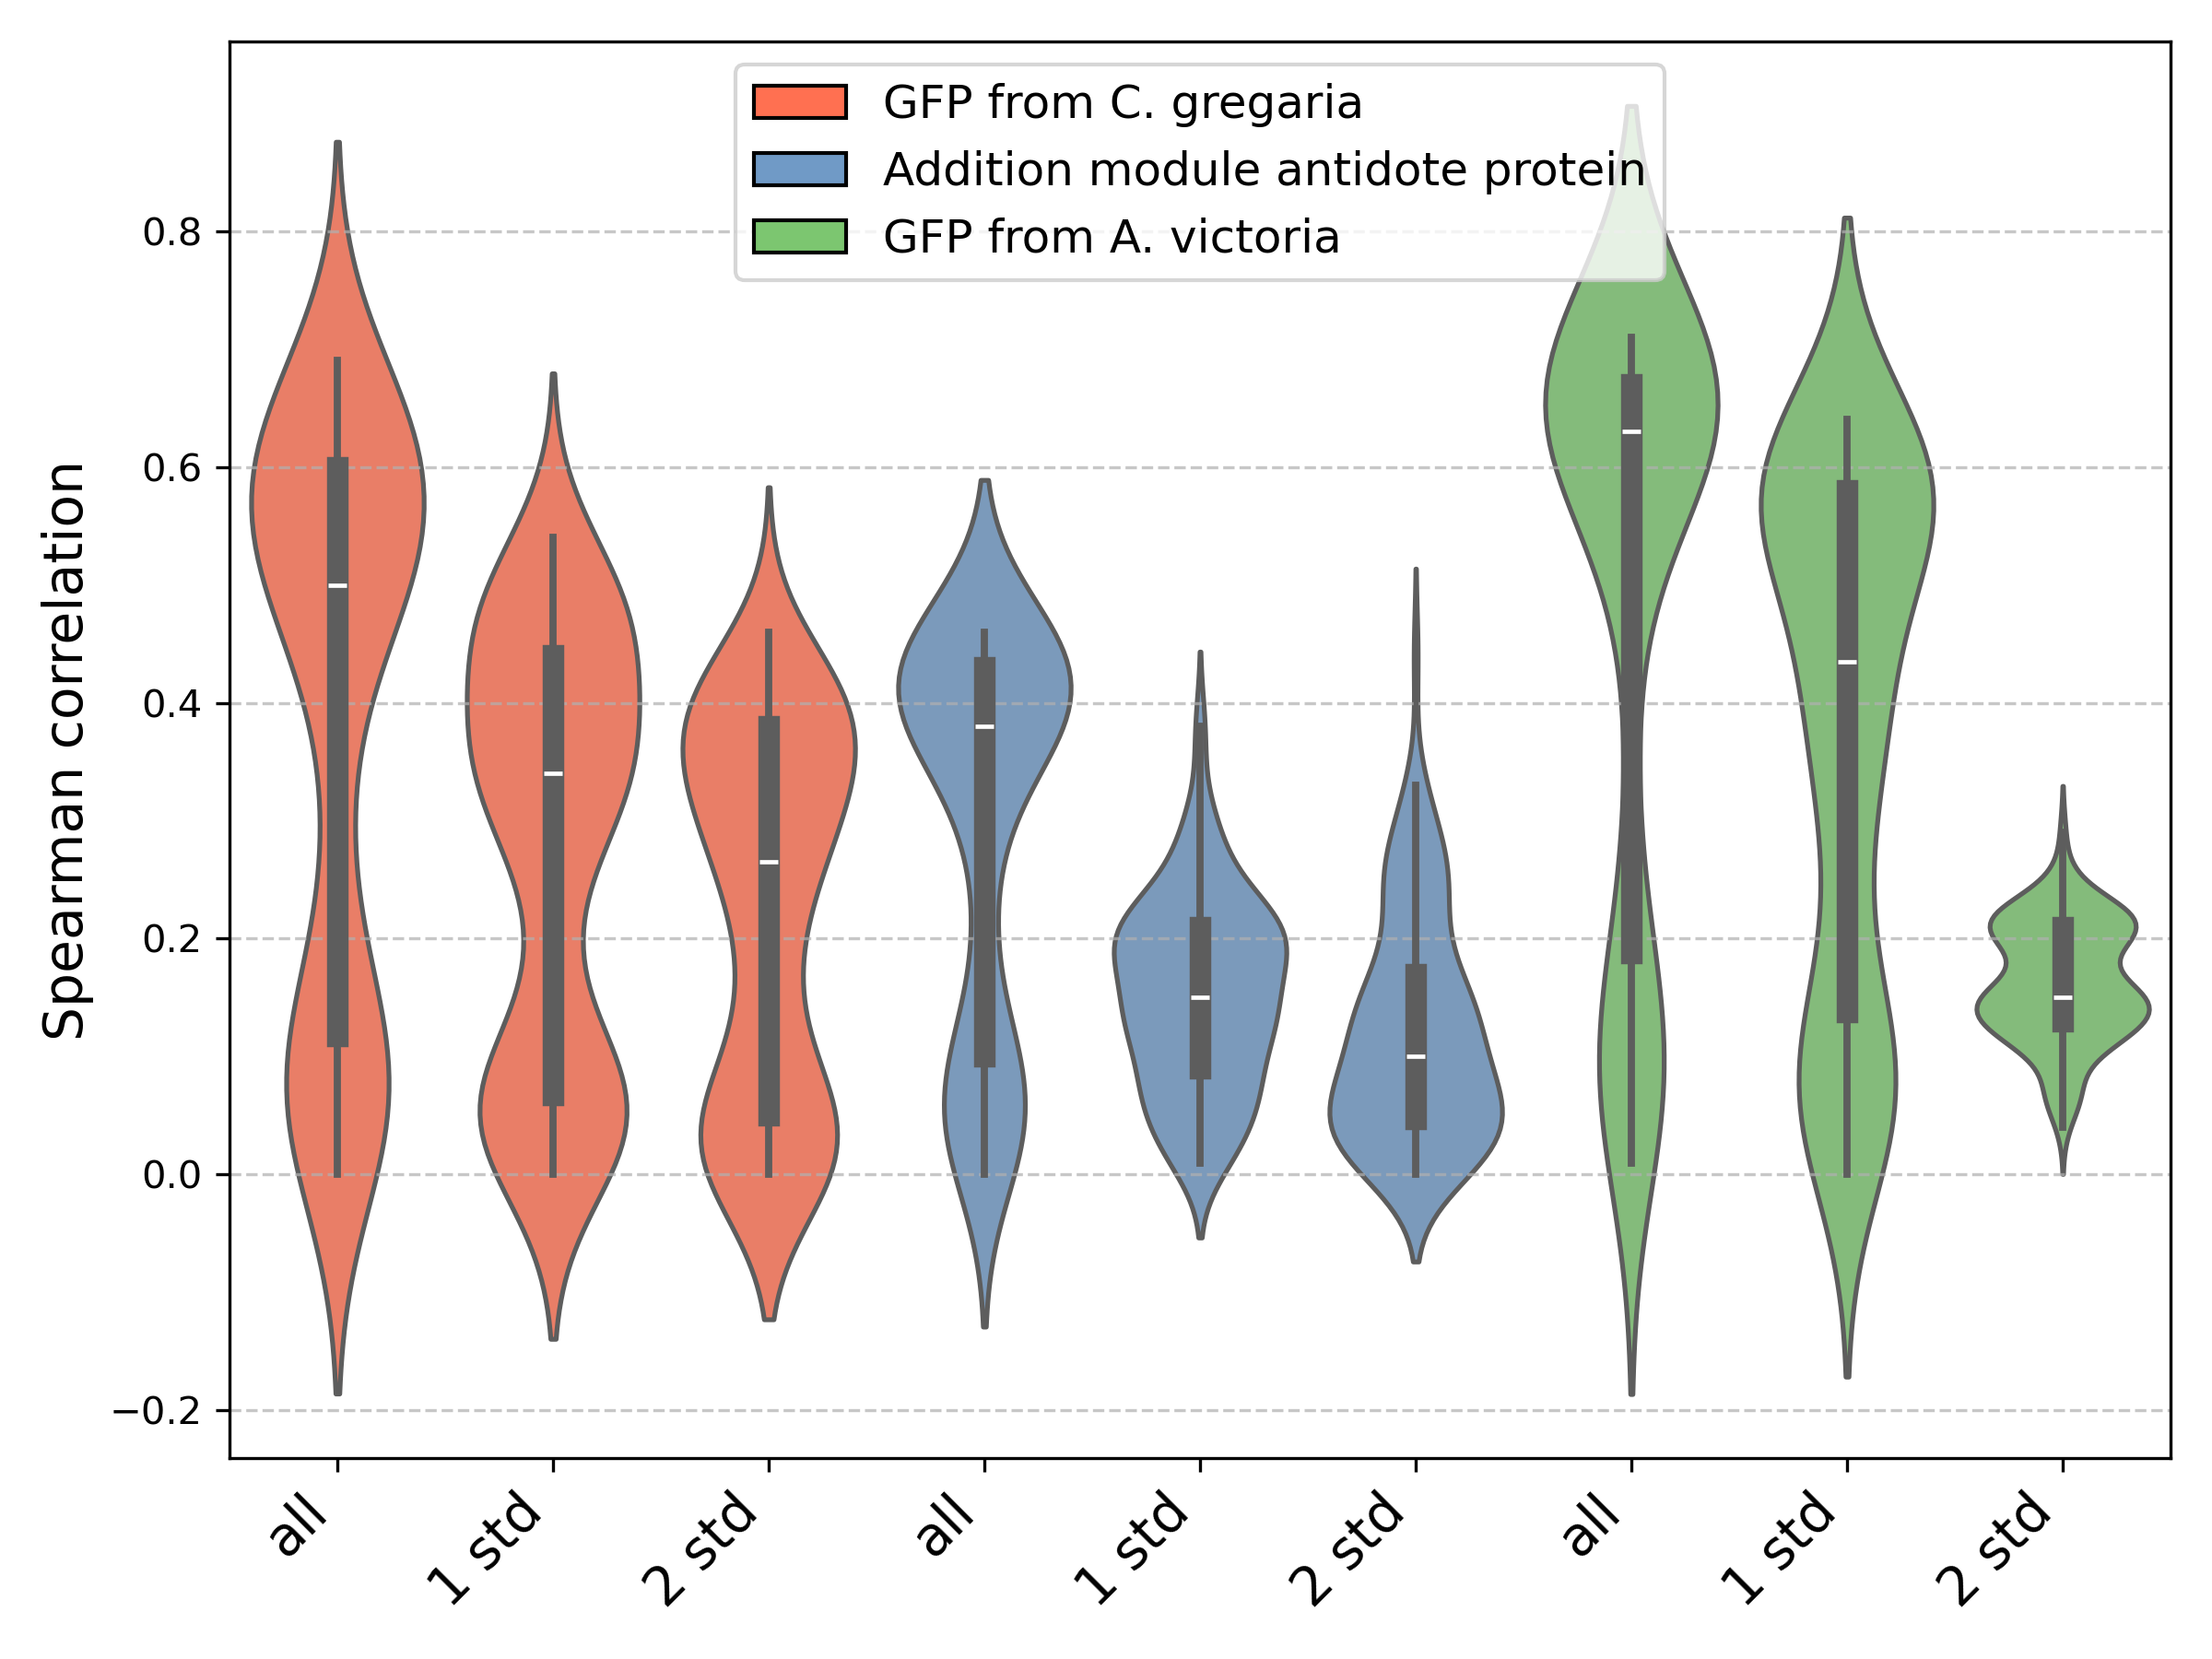 GFP from C. gregaria
Addition module antidote protein
GFP from A. victoria
Spearman correlation
0.8
0.6
0.4
0.2
0.0
−0.2
all
1 std
2 std
all
1 std
2 std
all
1 std
2 std